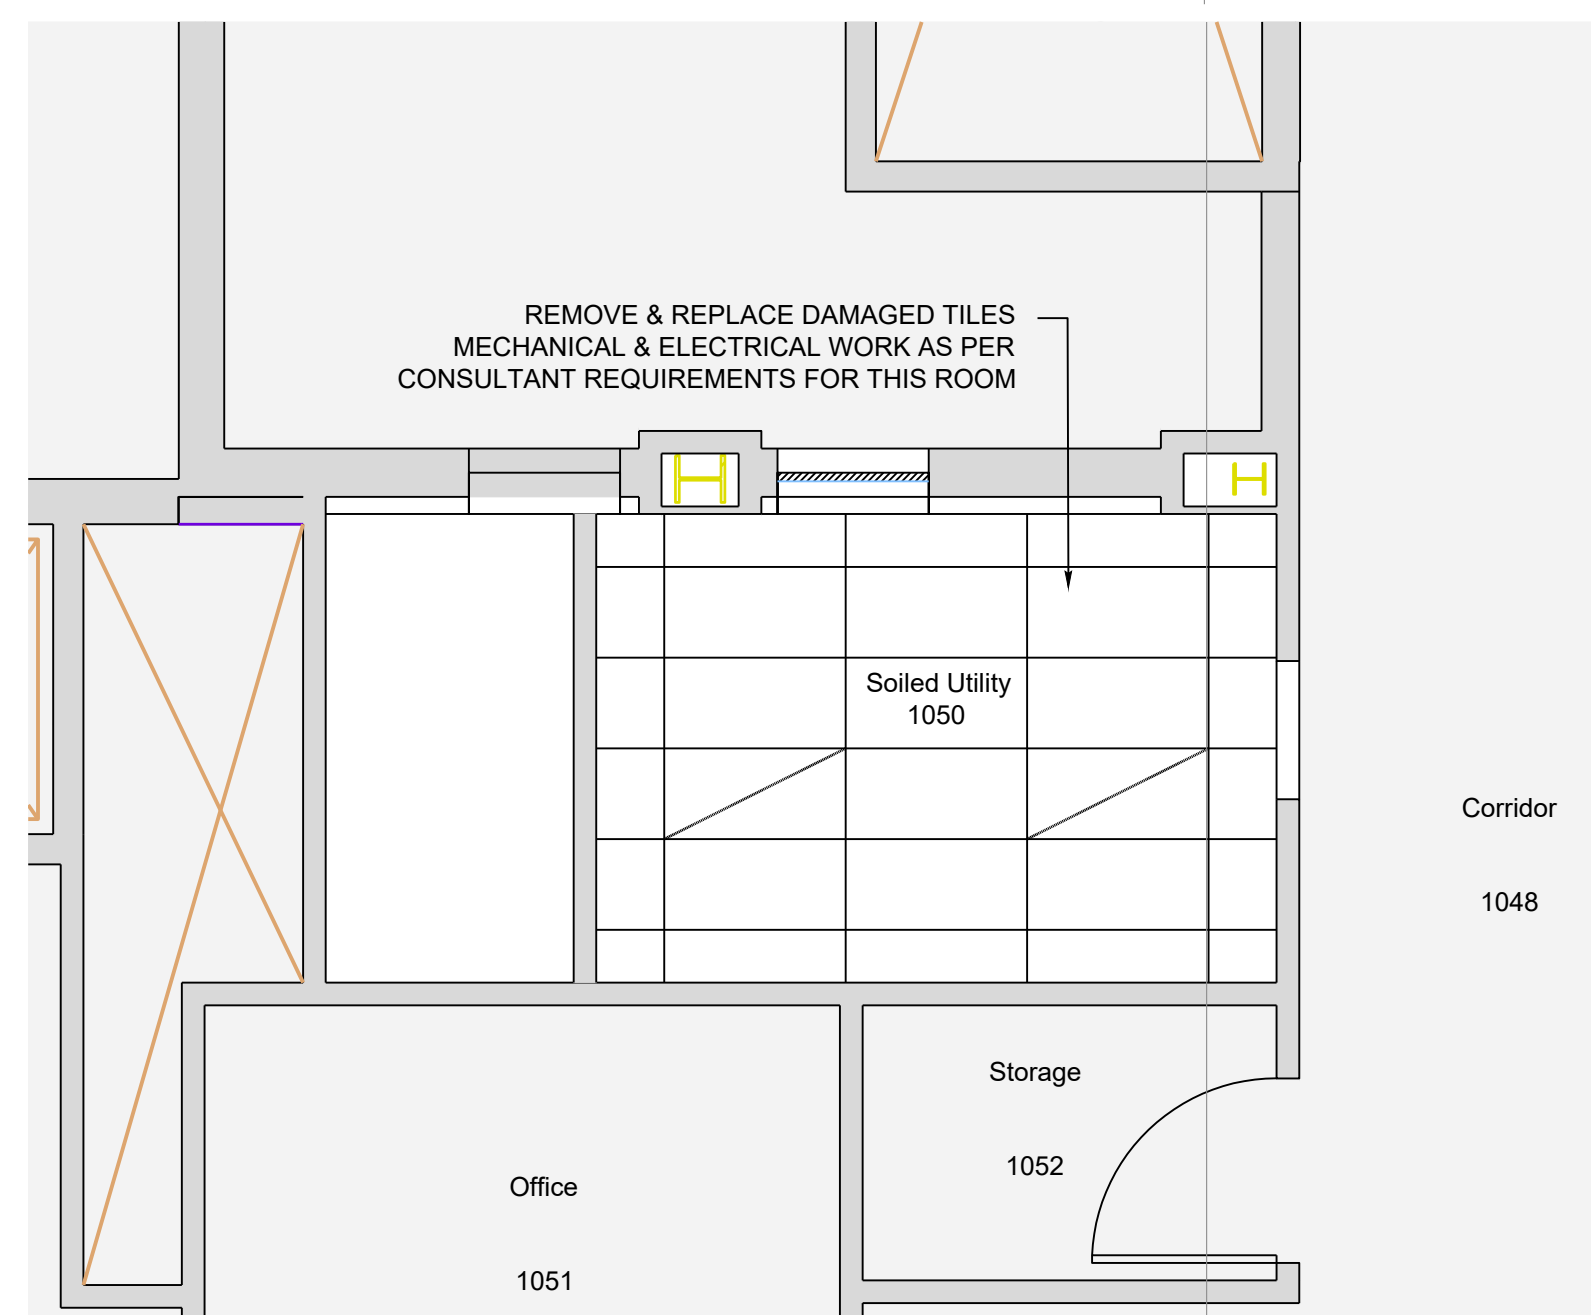 REMOVE & REPLACE DAMAGED TILES
MECHANICAL & ELECTRICAL WORK AS PER
CONSULTANT REQUIREMENTS FOR THIS ROOM
Soiled Utility
1050
Corridor
1048
Storage
1052
Office
1051